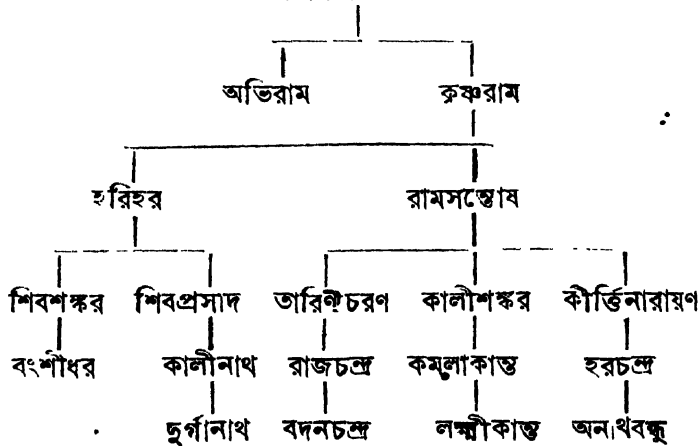 অভিরাম কৃষ্ণরাম
হরিহর রামসন্তোষ
শিবশঙ্কর শিবপ্রসাদ তারিণীচরণ কালীশঙ্কর কীর্ত্তিনারায়ণ
বংশীধর কালীনাথ রাজচন্দ্র কমলাকান্ত হরচন্দ্র
দুর্গানাথ বদনচন্দ্র লক্ষ্মীকান্ত অনাথবন্ধু